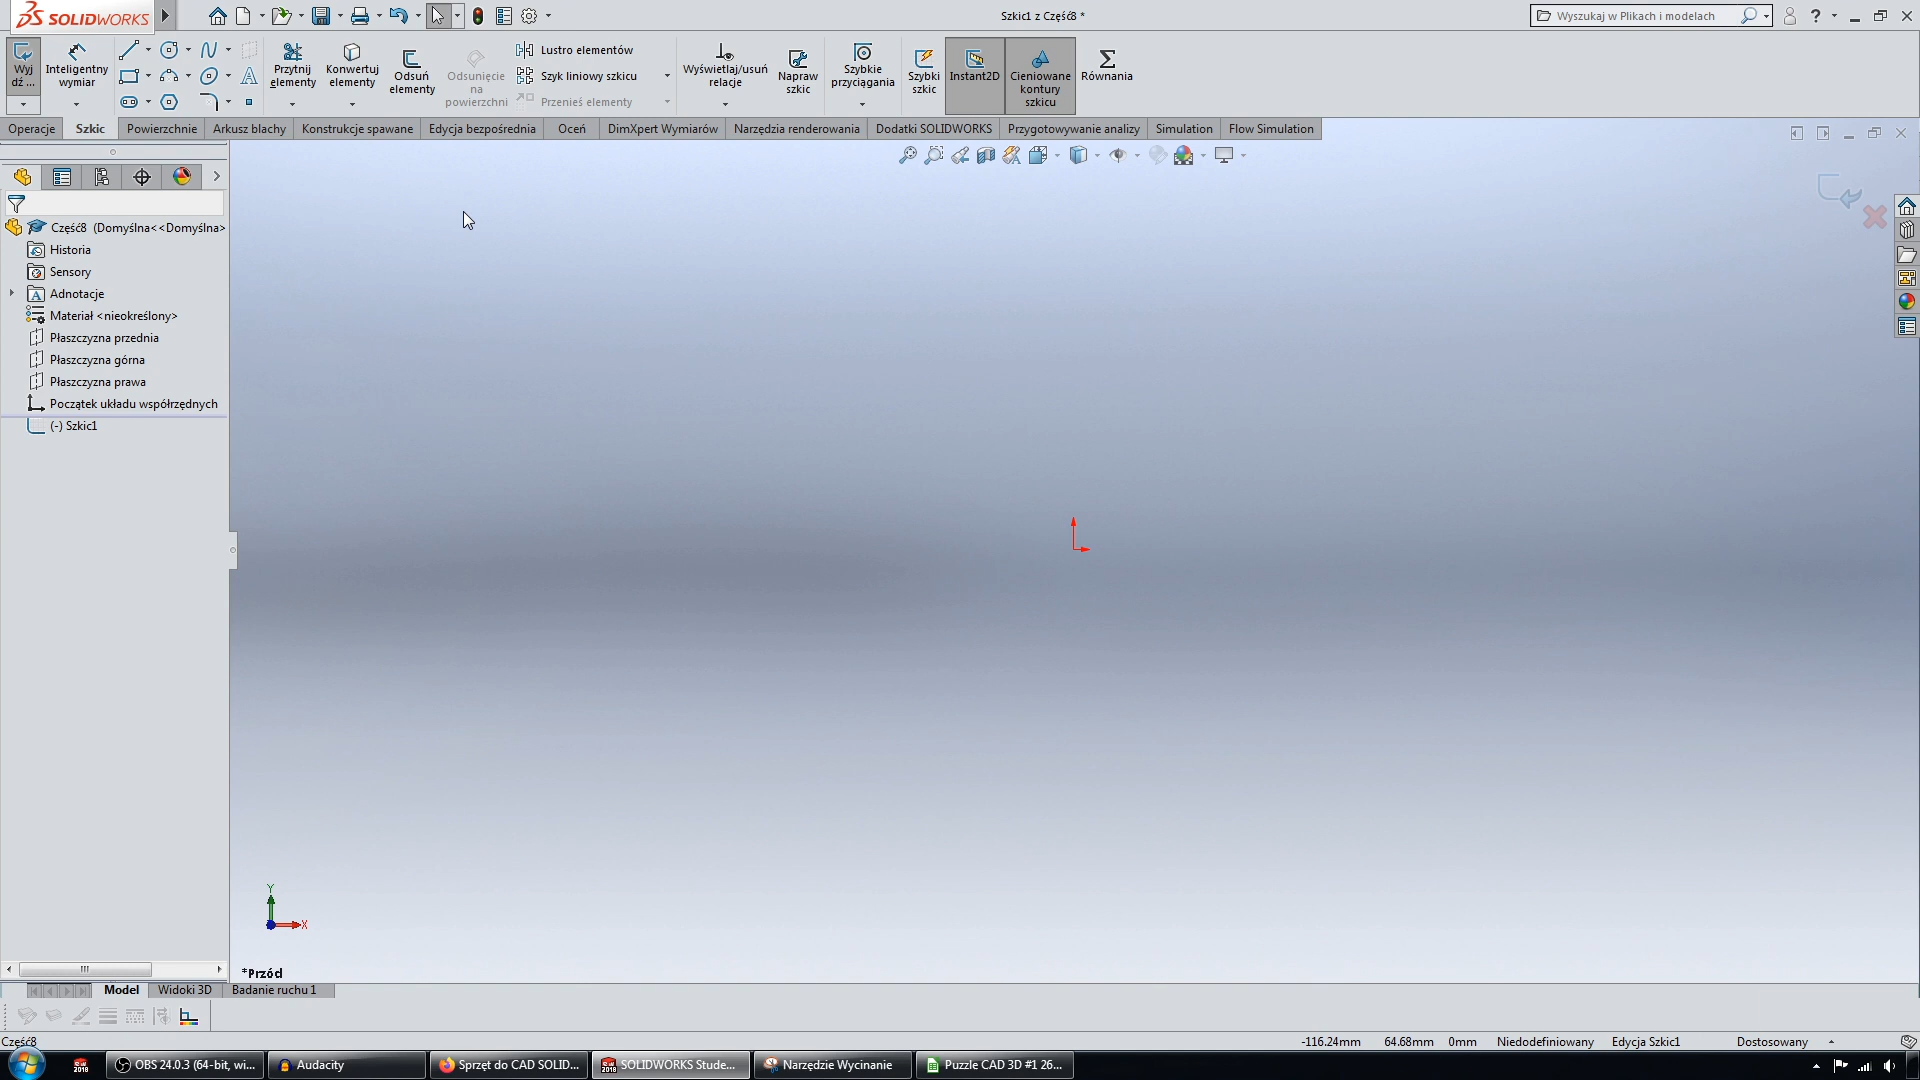 SOLIDWORKS
Szkic1 z Część8 *
Wyszukaj w Plikach i modelach
?
Wyj
dź ...
Inteligentny
wymiar
Przytnij
elementy
Konwertuj
elementy
Odsuń
elementy
Odsunięcie
na
powierzchni
Lustro elementów
Szyk liniowy szkicu
Przenieś elementy
Wyświetlaj/usuń
relacje
Napraw
szkic
Szybkie
przyciągania
Szybki
szkic
Instant2D
Cieniowane
kontury
szkicu
Równania
Operacje
Szkic
Powierzchnie
Arkusz blachy
Konstrukcje spawane
Edycja bezpośrednia
Oceń
DimXpert Wymiarów
Narzędzia renderowania
Dodatki SOLIDWORKS
Przygotowywanie analizy
Simulation
Flow Simulation
Część8 (Domyślna<<Domyślna>
Historia
Sensory
Adnotacje
Materiał <nieokreślony>
Płaszczyzna przednia
Płaszczyzna górna
Płaszczyzna prawa
Początek układu współrzędnych
(-) Szkic1
Y
X
*Przód
Model
Widoki 3D
Badanie ruchu 1
Część8
-116.24mm
64.68mm
0mm
Niedodefiniowany
Edycja Szkic1
Dostosowany
OBS 24.0.3 (64-bit, wi...
Audacity
Sprzęt do CAD SOLID...
SOLIDWORKS Stude...
Narzędzie Wycinanie
Puzzle CAD 3D #1 26...